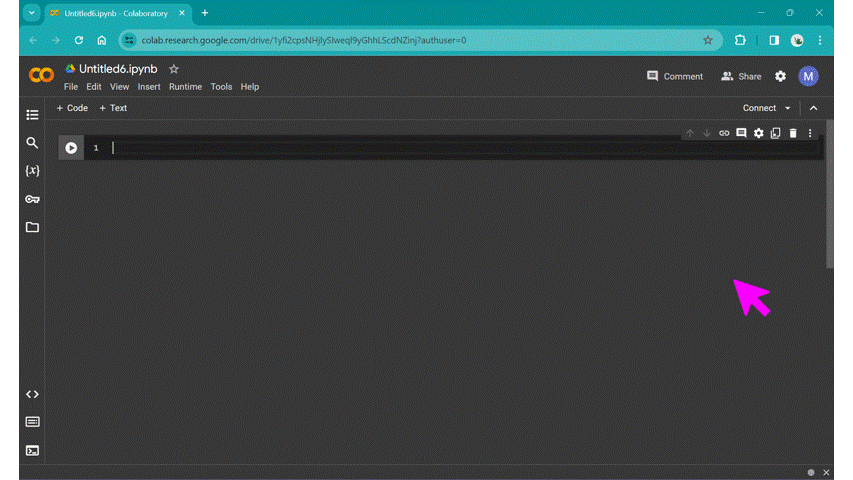 Untitled6.ipynb - Colaboratory
colab.research.google.com/drive/1yfi2cpsNHjlySlweql9yGhhLScdNZinj?authuser=0
Untitled6.ipynb
File Edit View Insert Runtime Tools Help
Comment Share M
+ Code + Text Connect
{x}
1